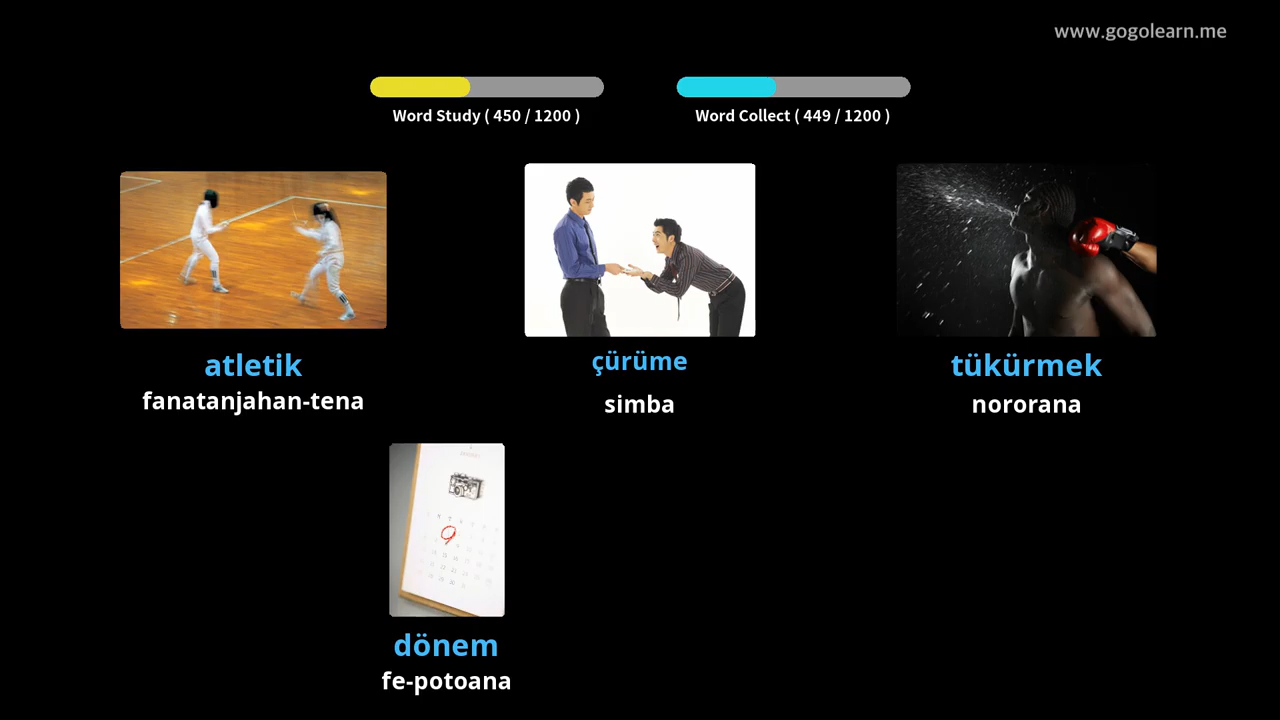 www.gogolearn.me
Word Study ( 450 / 1200 )
Word Collect ( 449 / 1200 )
atletik
fanatanjahan-tena
çürüme
simba
tükürmek
nororana
dönem
fe-potoana